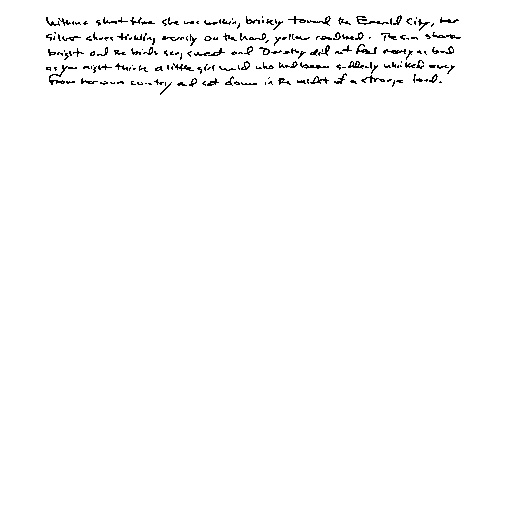 Within a short time she was walking briskly toward the Emerald City, her
silver shoes tinkling merrily on the hard, yellow roadbed. The sun shone
bright and the birds sang sweet and Dorothy did not feel nearly as bad
as you might think a little girl would who had been suddenly whisked away
from her own country and set down in the midst of a strange land.